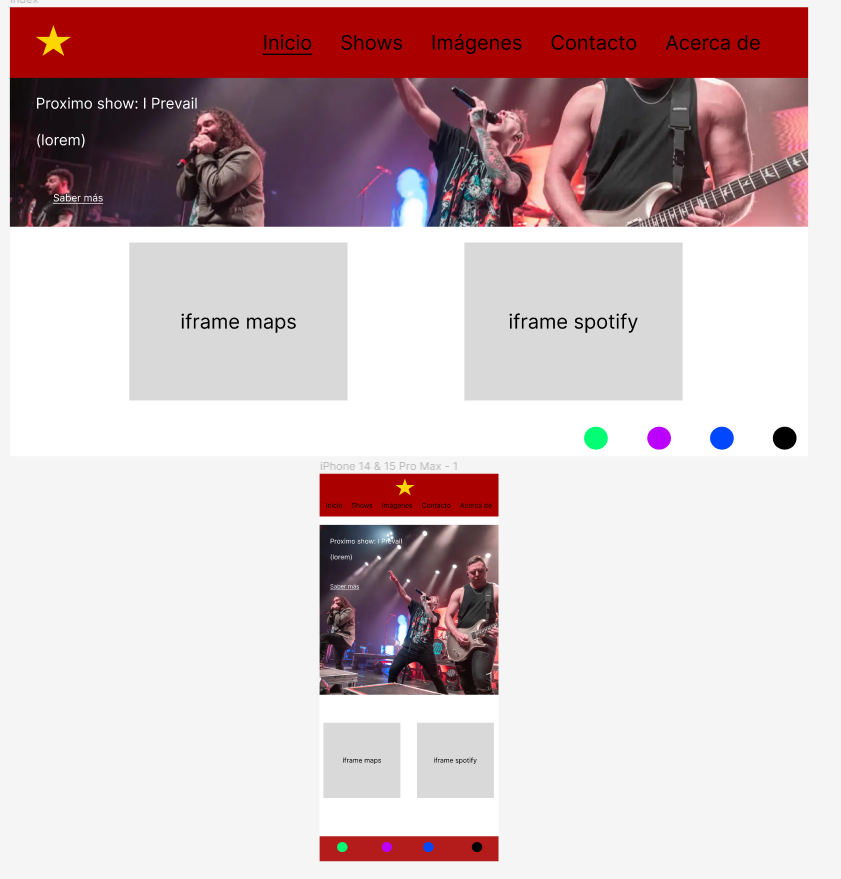 Index
Inicio Shows Imágenes Contacto Acerca de
Proximo show: I Prevail
(lorem)
Saber más
iframe maps iframe spotify
iPhone 14 & 15 Pro Max - 1
Inicio Shows Imágenes Contacto Acerca de
Proximo show: I Prevail
(lorem)
Saber más
iframe maps iframe spotify